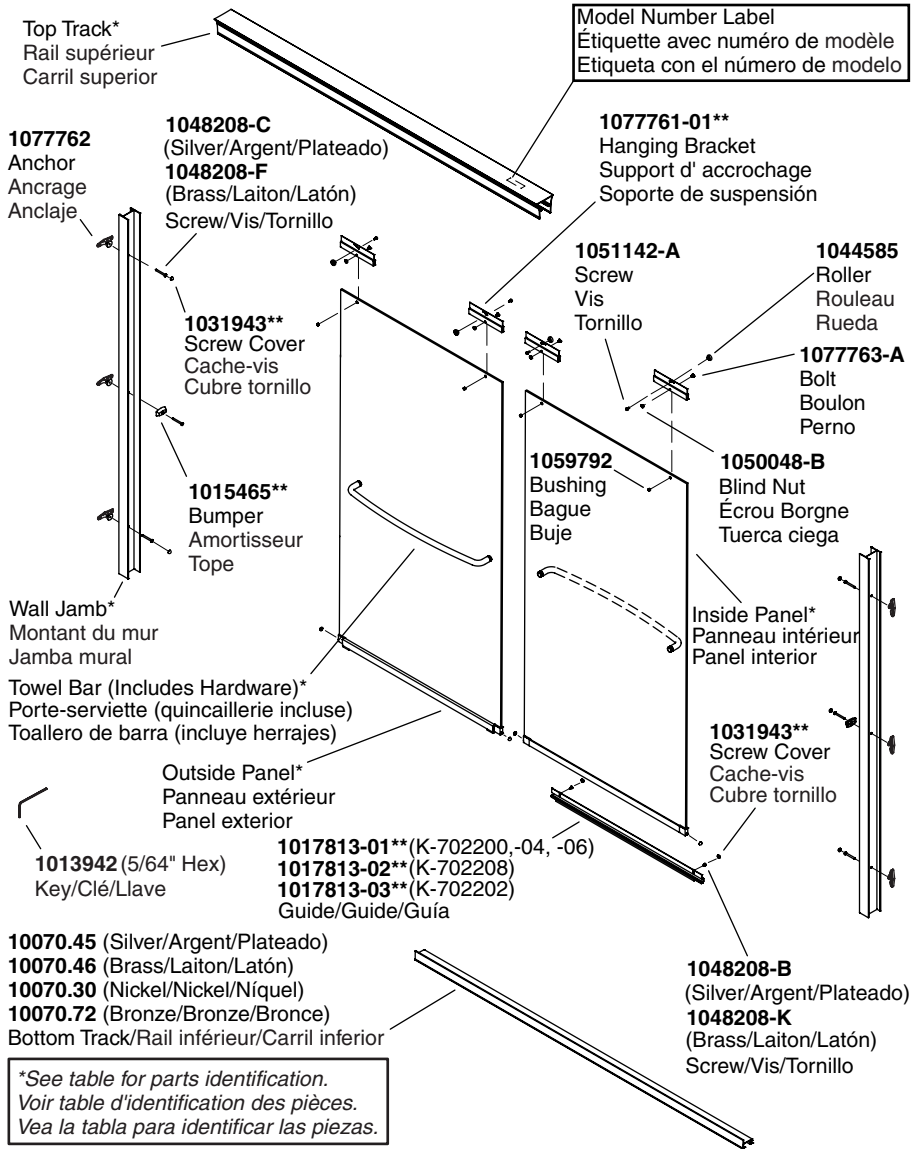 Top Track*
Rail supérieur
Carril superior
Model Number Label
Étiquette avec numéro de modèle
Etiqueta con el número de modelo
1077762
Anchor
Ancrage
Anclaje
1048208-C
(Silver/Argent/Plateado)
1048208-F
(Brass/Laiton/Latón)
Screw/Vis/Tornillo
1077761-01**
Hanging Bracket
Support d' accrochage
Soporte de suspensión
1051142-A
Screw
Vis
Tornillo
1044585
Roller
Rouleau
Rueda
1031943**
Screw Cover
Cache-vis
Cubre tornillo
1077763-A
Bolt
Boulon
Perno
1015465**
Bumper
Amortisseur
Tope
1059792
Bushing
Bague
Buje
1050048-B
Blind Nut
Écrou Borgne
Tuerca ciega
Wall Jamb*
Montant du mur
Jamba mural
Inside Panel*
Panneau intérieur
Panel interior
Towel Bar (Includes Hardware)*
Porte-serviette (quincaillerie incluse)
Toallero de barra (incluye herrajes)
1031943**
Screw Cover
Cache-vis
Cubre tornillo
Outside Panel*
Panneau extérieur
Panel exterior
1013942 (5/64" Hex)
Key/Clé/Llave
1017813-01**(K-702200,-04, -06)
1017813-02**(K-702208)
1017813-03**(K-702202)
Guide/Guide/Guía
10070.45 (Silver/Argent/Plateado)
10070.46 (Brass/Laiton/Latón)
10070.30 (Nickel/Nickel/Níquel)
10070.72 (Bronze/Bronze/Bronce)
Bottom Track/Rail inférieur/Carril inferior
1048208-B
(Silver/Argent/Plateado)
1048208-K
(Brass/Laiton/Latón)
Screw/Vis/Tornillo
*See table for parts identification.
Voir table d'identification des pièces.
Vea la tabla para identificar las piezas.